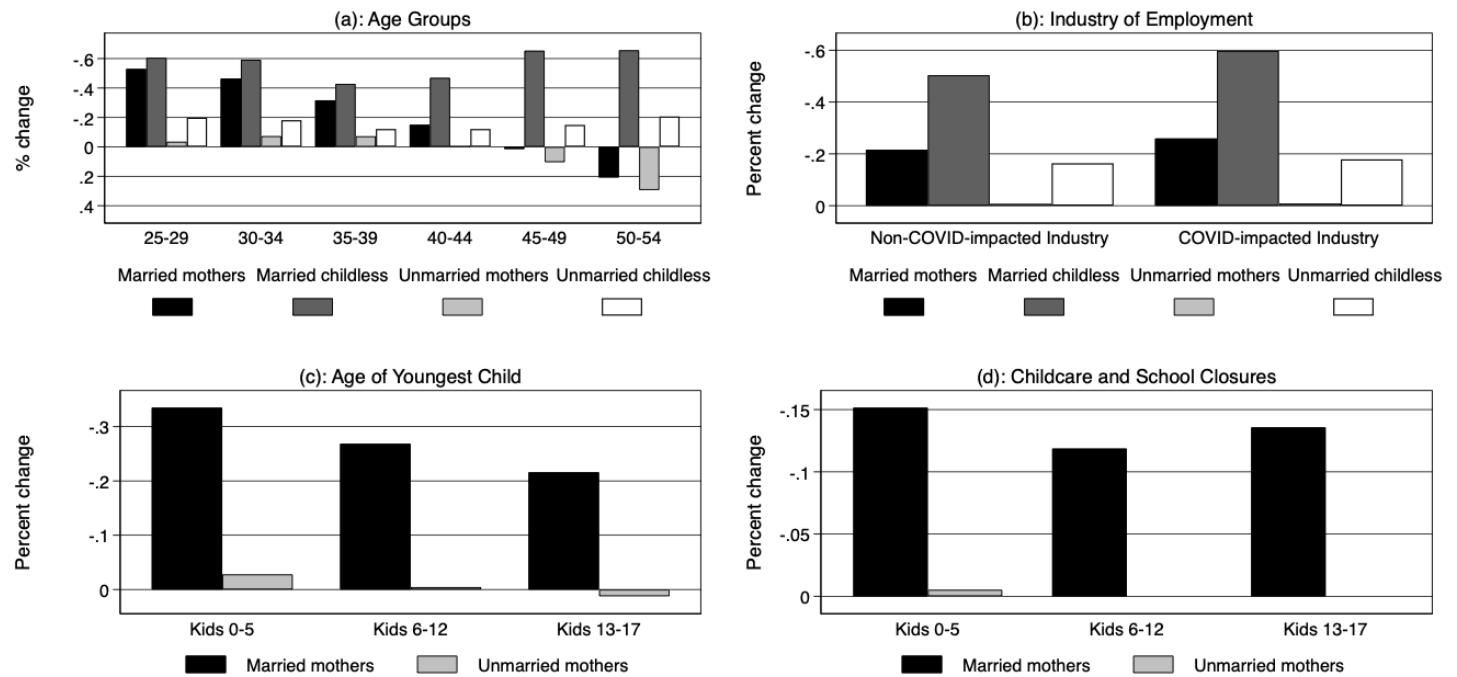 (a): Age Groups
% change
-.6
-.4
-.2
0
.2
.4
25-29 30-34 35-39 40-44 45-49 50-54
Married mothers Married childless Unmarried mothers Unmarried childless
(b): Industry of Employment
Percent change
-.6
-.4
-.2
0
Non-COVID-impacted Industry COVID-impacted Industry
Married mothers Married childless Unmarried mothers Unmarried childless
(c): Age of Youngest Child
Percent change
-.3
-.2
-.1
0
Kids 0-5 Kids 6-12 Kids 13-17
Married mothers Unmarried mothers
(d): Childcare and School Closures
Percent change
-.15
-.1
-.05
0
Kids 0-5 Kids 6-12 Kids 13-17
Married mothers Unmarried mothers